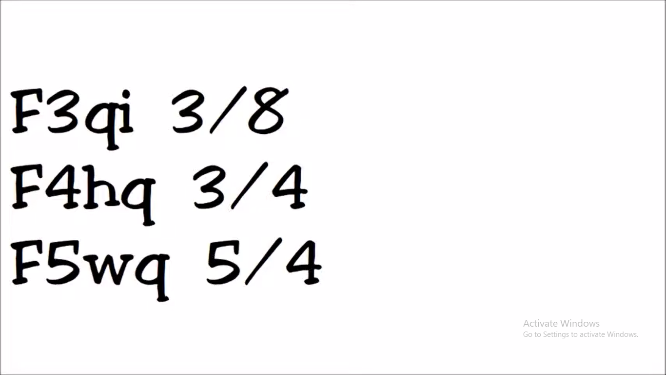 F3qi 3/8
F4hq 3/4
F5wq 5/4
Activate Windows
Go to Settings to activate Windows.